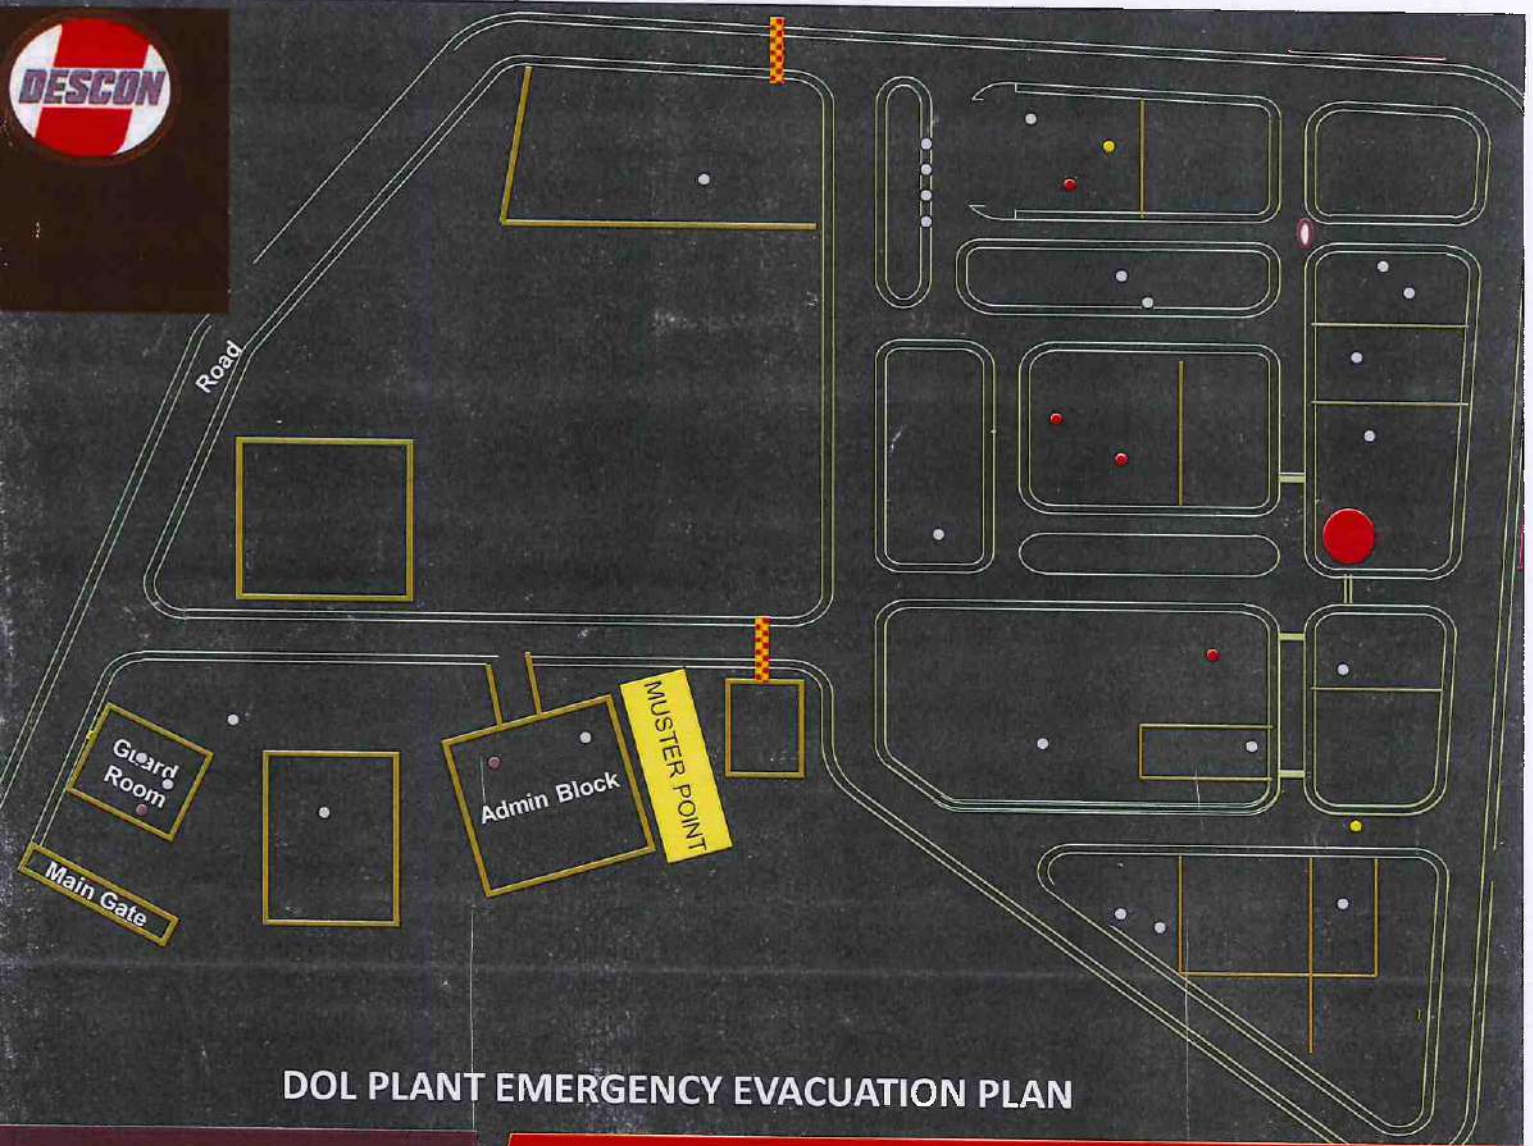 DESCON
Road
Guard
Room
Main Gate
Admin Block
MUSTER POINT
DOL PLANT EMERGENCY EVACUATION PLAN